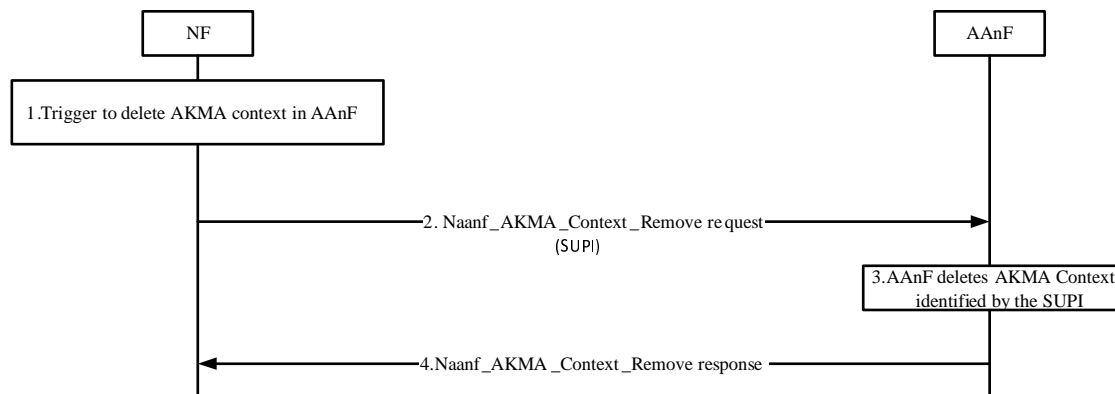 NF
AAnF
1.Trigger to delete AKMA context in AAnF
2. Naanf_AKMA_Context_Remove request
(SUPI)
3.AAnF deletes AKMA Context
identified by the SUPI
4.Naanf_AKMA_Context_Remove response